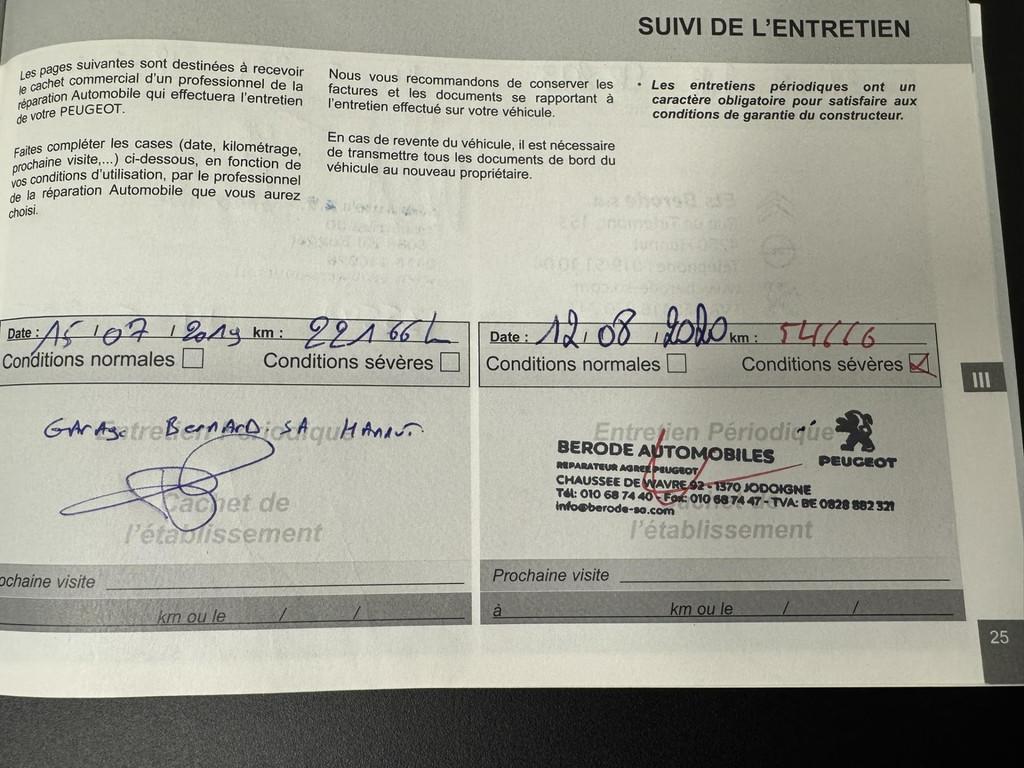 SUIVI DE L'ENTRETIEN
Les pages suivantes sont destinées à recevoir
le cachet commercial d'un professionnel de la
réparation Automobile qui effectuera l'entretien
de votre PEUGEOT.
Faites compléter les cases (date, kilométrage,
prochaine visite,...) ci-dessous, en fonction de
vos conditions d'utilisation, par le professionnel
de la réparation Automobile que vous aurez
choisi.
Nous vous recommandons de conserver les
factures et les documents se rapportant à
l'entretien effectué sur votre véhicule.
En cas de revente du véhicule, il est nécessaire
de transmettre tous les documents de bord du
véhicule au nouveau propriétaire.
• Les entretiens périodiques ont un
caractère obligatoire pour satisfaire aux
conditions de garantie du constructeur.
Date : 15 / 07 / 2019 km :
Conditions normales Conditions sévères
GArAge BernArD. SA HAnnut.
Entretien Périodique
Cachet de
l'établissement
ochaine visite
km ou le / /
Date : 12 / 08 / 2020 km : 54666
Conditions normales Conditions sévères
Entretien Périodique
PEUGEOT
BERODE AUTOMOBILES
REPARATEUR AGREE PEUGEOT
CHAUSSEE DE WAVRE 92 - 1370 JODOIGNE
Tél: 010 68 74 40 - Fax: 010 68 74 47 - TVA: BE 0828 882 321
info@berode-sa.com
l'établissement
Prochaine visite
à km ou le / /
III
25